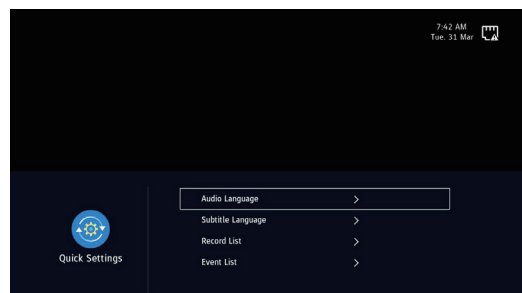 7:42 AM
Tue. 31 Mar
Audio Language
Subtitle Language
Record List
Event List
Quick Settings